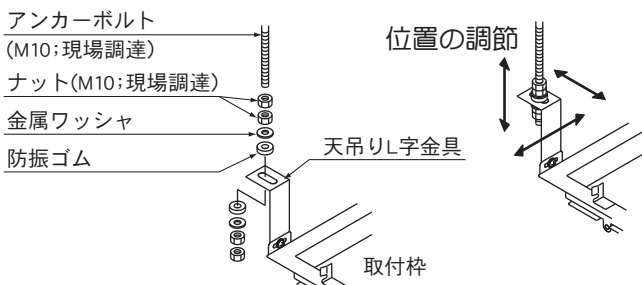 アンカーボルト
(M10;現場調達)
ナット(M10;現場調達)
金属ワッシャ
防振ゴム
天吊りL字金具
取付枠
位置の調節